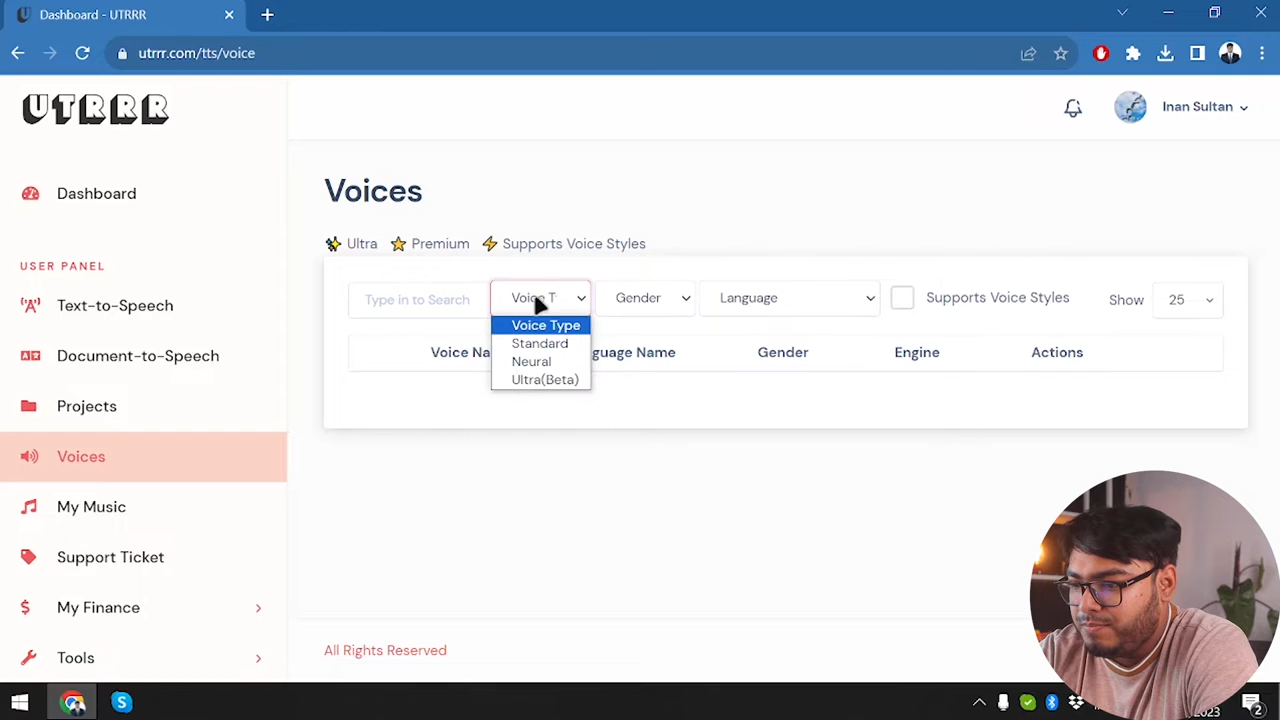 Dashboard - UTRRR
utrrr.com/tts/voice
UTRRR
Inan Sultan
Dashboard
USER PANEL
Text-to-Speech
Document-to-Speech
Projects
Voices
My Music
Support Ticket
My Finance
Tools
Voices
Ultra Premium Supports Voice Styles
Type in to Search
Voice T
Gender
Language
Supports Voice Styles
Show
25
Voice Type
Standard
Neural
Ultra(Beta)
Voice Na
guage Name
Gender
Engine
Actions
All Rights Reserved
2023
2